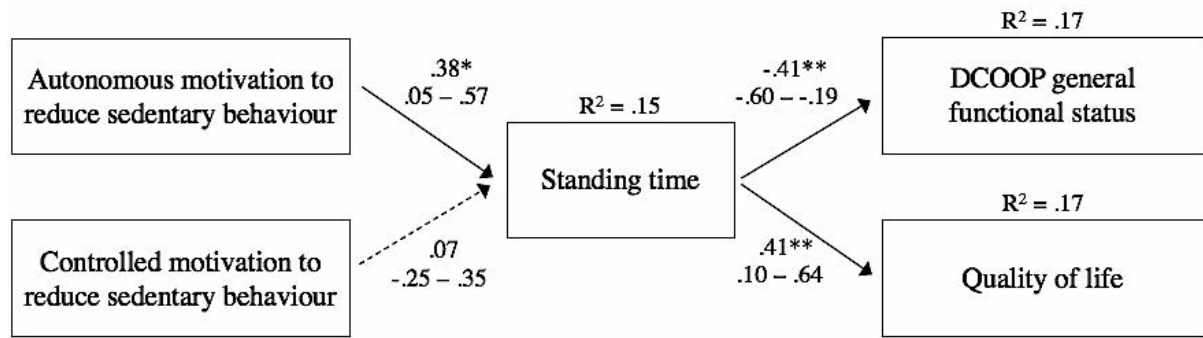 Autonomous motivation to
reduce sedentary behaviour
.38*
.05 – .57
Controlled motivation to
reduce sedentary behaviour
.07
-.25 – .35
R² = .15
Standing time
-.41**
-.60 – -.19
R² = .17
DCOOP general
functional status
.41**
.10 – .64
R² = .17
Quality of life